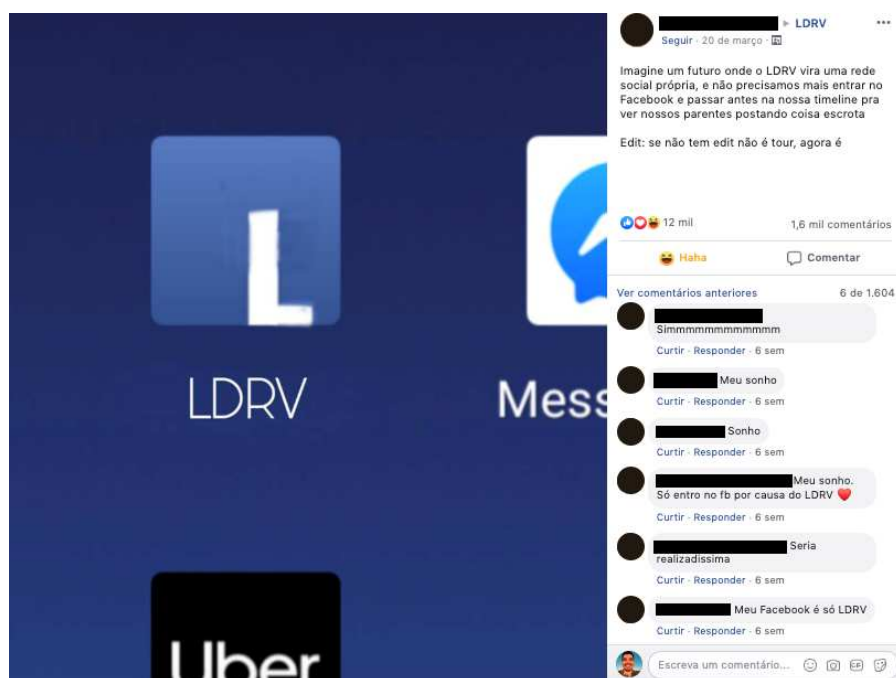 L
LDRV
Mess
Uber
▸ LDRV
Seguir · 20 de março ·
Imagine um futuro onde o LDRV vira uma rede
social própria, e não precisamos mais entrar no
Facebook e passar antes na nossa timeline pra
ver nossos parentes postando coisa escrota
Edit: se não tem edit não é tour, agora é
12 mil
1,6 mil comentários
Haha
Comentar
Ver comentários anteriores
6 de 1.604
Simmmmmmmmmmmm
Curtir · Responder · 6 sem
Meu sonho
Curtir · Responder · 6 sem
Sonho
Curtir · Responder · 6 sem
Meu sonho.
Só entro no fb por causa do LDRV ❤️
Curtir · Responder · 6 sem
Seria
realizadissima
Curtir · Responder · 6 sem
Meu Facebook é só LDRV
Curtir · Responder · 6 sem
Escreva um comentário...
GIF